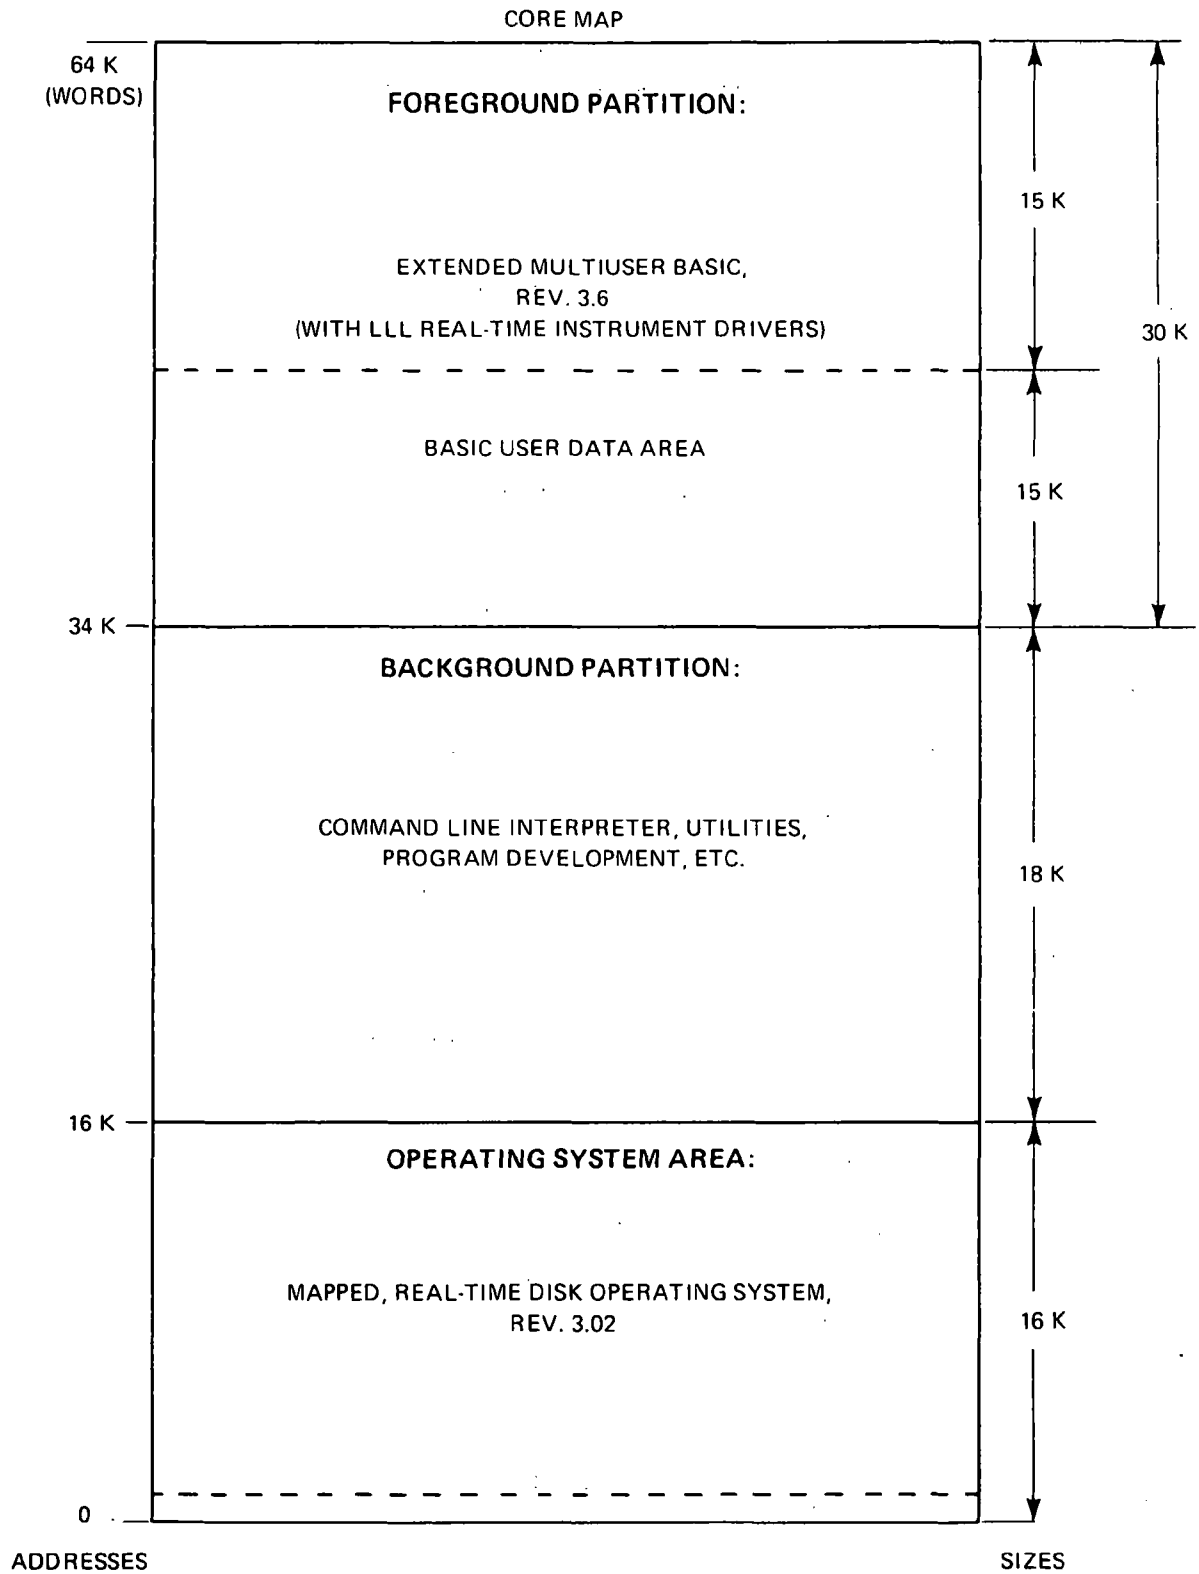 CORE MAP
64 K
(WORDS)
FOREGROUND PARTITION:
15 K
EXTENDED MULTIUSER BASIC,
REV. 3.6
(WITH LLL REAL-TIME INSTRUMENT DRIVERS)
30 K
BASIC USER DATA AREA
15 K
34 K
BACKGROUND PARTITION:
COMMAND LINE INTERPRETER, UTILITIES,
PROGRAM DEVELOPMENT, ETC.
18 K
16 K
OPERATING SYSTEM AREA:
MAPPED, REAL-TIME DISK OPERATING SYSTEM,
REV. 3.02
16 K
0
ADDRESSES
SIZES